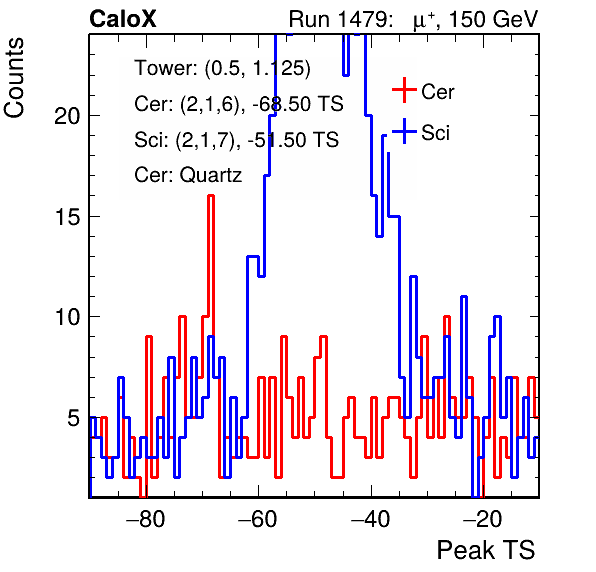 CaloX Run 1479: μ⁺, 150 GeV
Counts
Tower: (0.5, 1.125)
Cer: (2,1,6), -68.50 TS
Sci: (2,1,7), -51.50 TS
Cer: Quartz
Cer
Sci
20
15
10
5
−80 −60 −40 −20
Peak TS